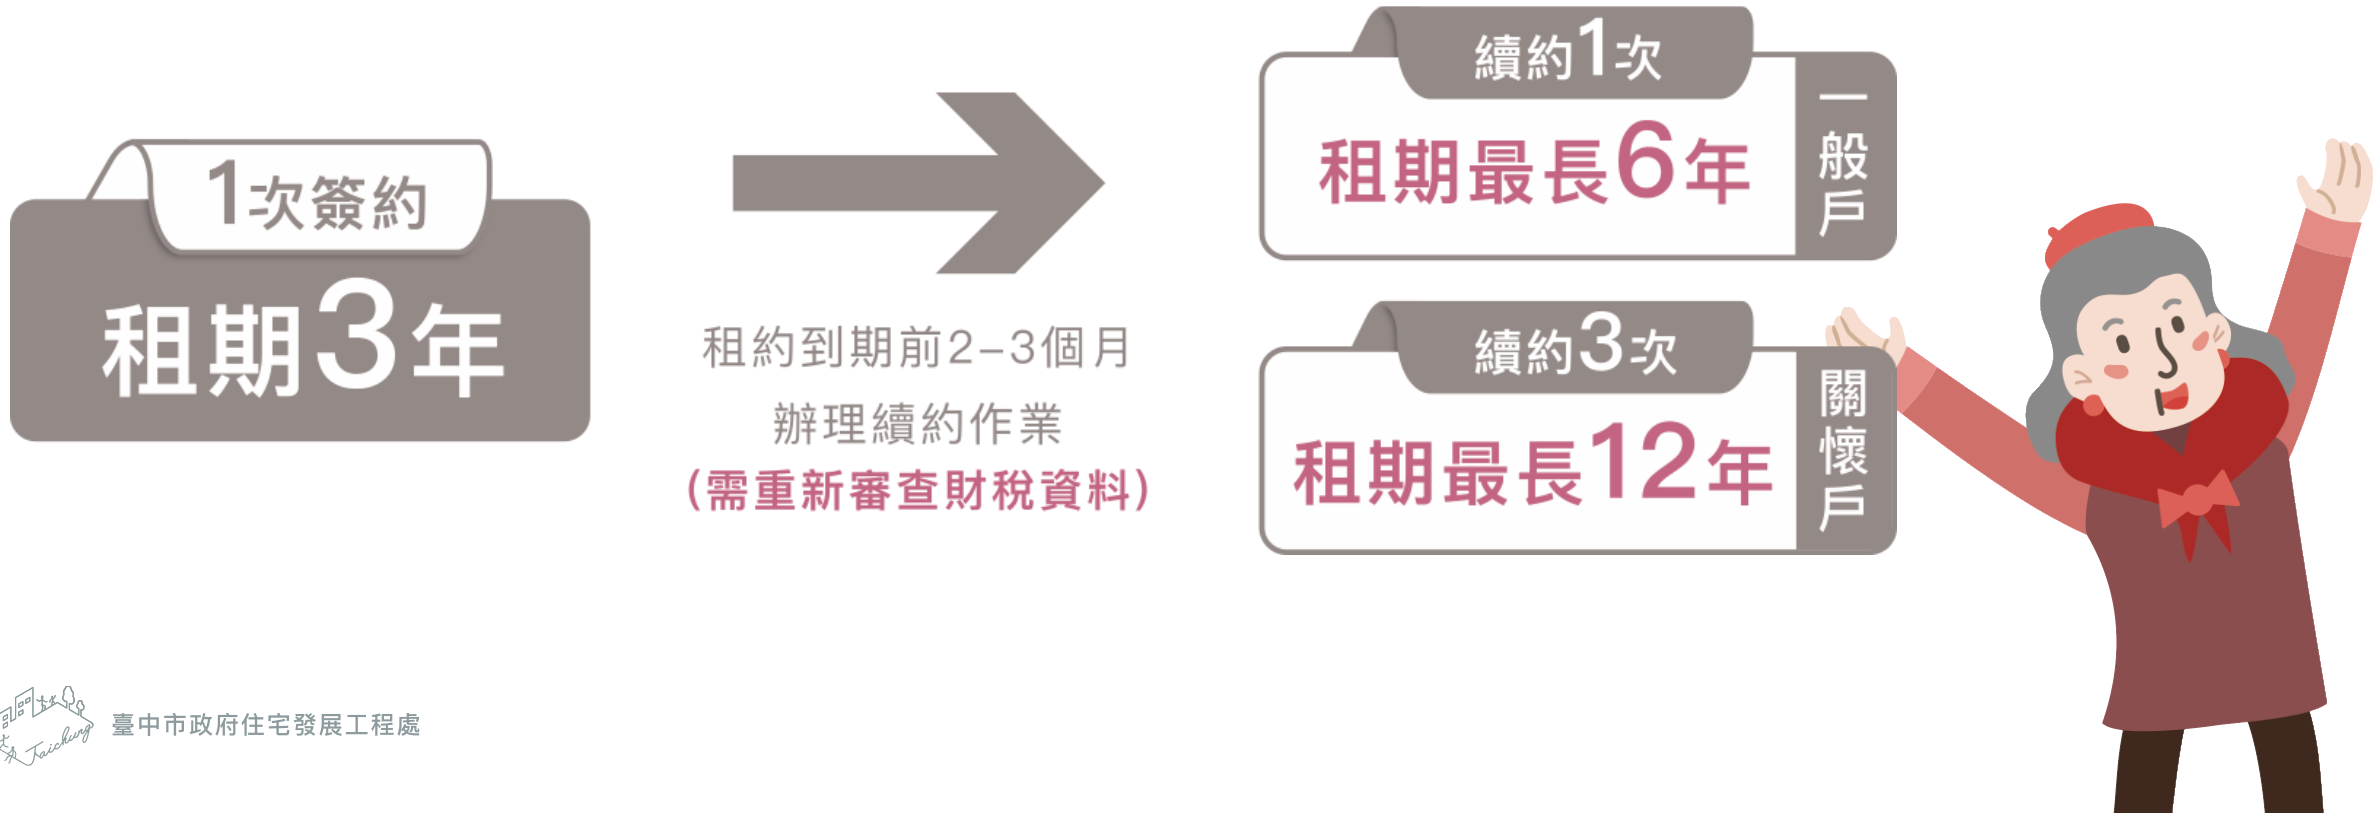 1次簽約
租期3年
租約到期前2-3個月
辦理續約作業
(需重新審查財稅資料)
續約1次
租期最長6年
一般戶
續約3次
租期最長12年
關懷戶
Taichung
臺中市政府住宅發展工程處